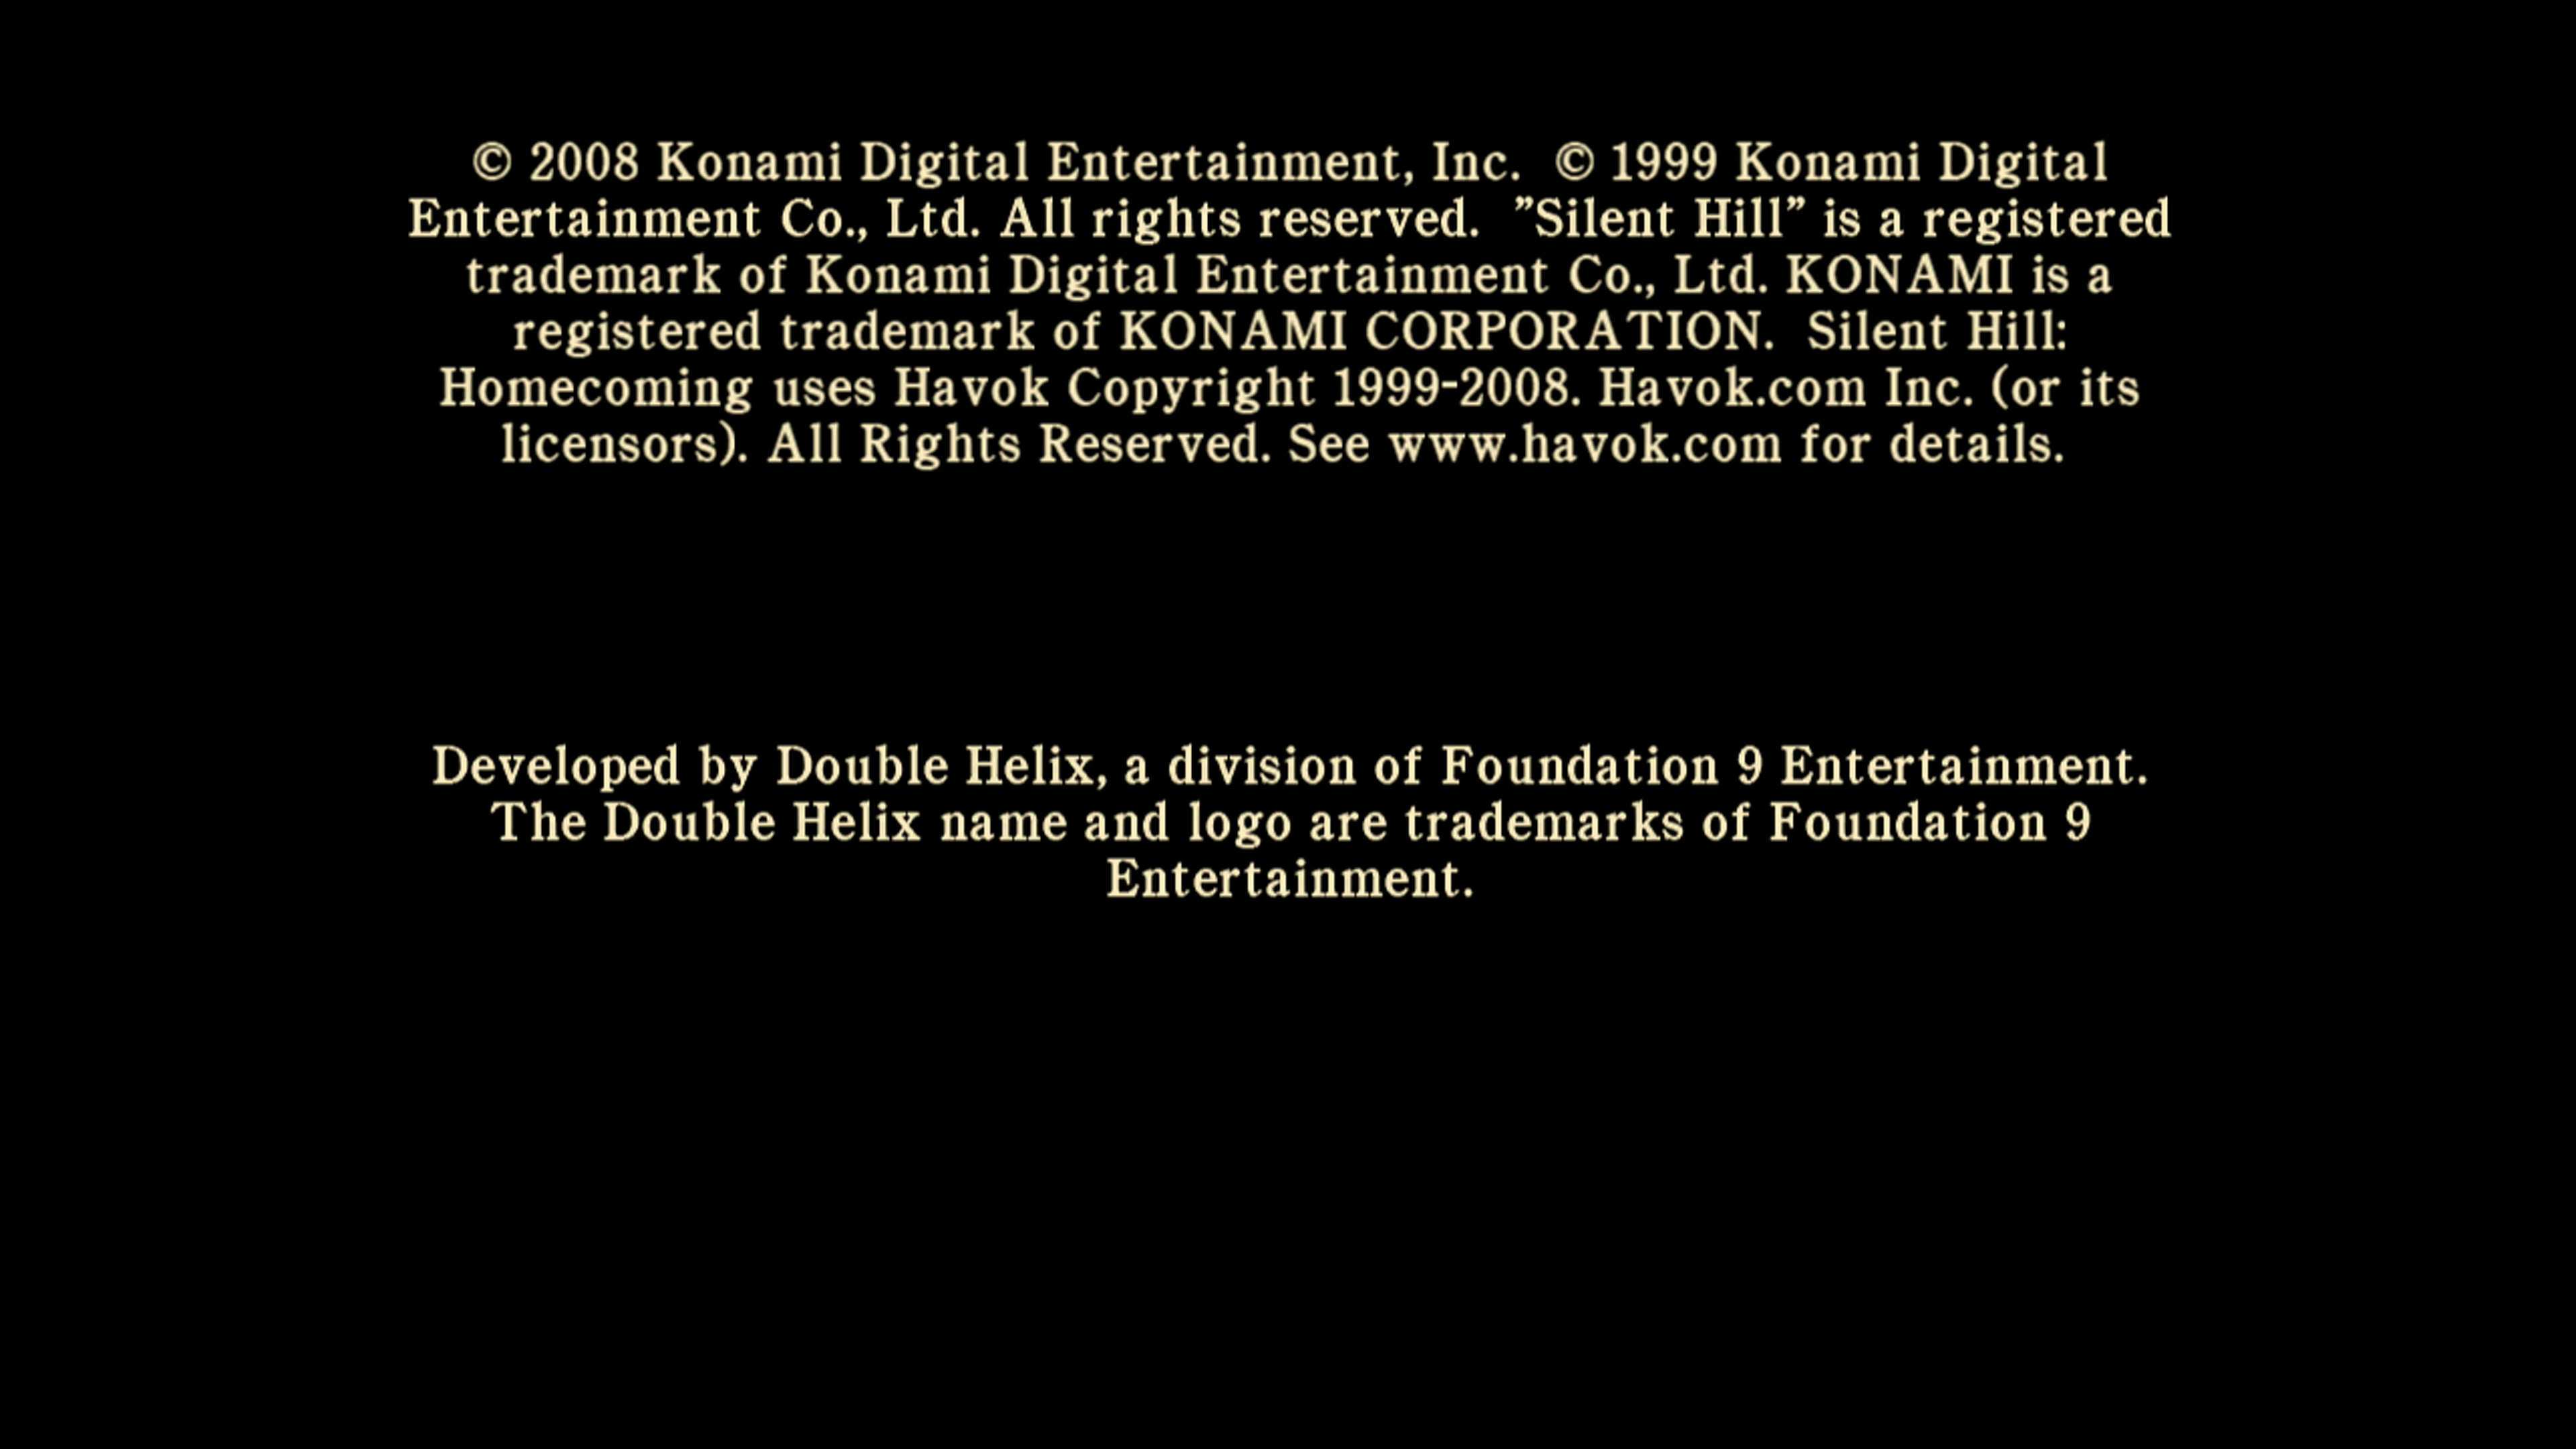 © 2008 Konami Digital Entertainment, Inc.  © 1999 Konami Digital
Entertainment Co., Ltd. All rights reserved.  ”Silent Hill” is a registered
trademark of Konami Digital Entertainment Co., Ltd. KONAMI is a
registered trademark of KONAMI CORPORATION.  Silent Hill:
Homecoming uses Havok Copyright 1999-2008. Havok.com Inc. (or its
licensors). All Rights Reserved. See www.havok.com for details.
Developed by Double Helix, a division of Foundation 9 Entertainment.
The Double Helix name and logo are trademarks of Foundation 9
Entertainment.